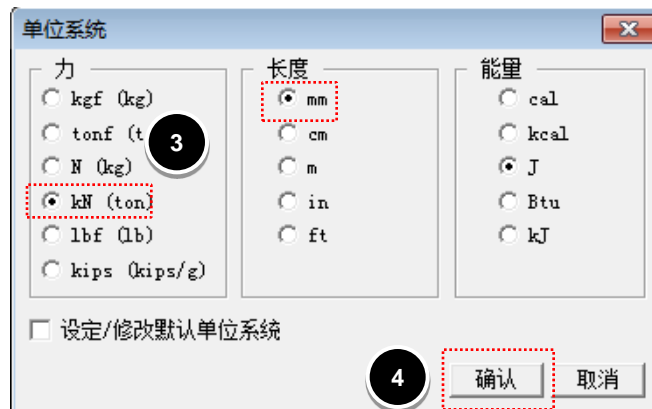 单位系统
力
kgf (kg)
tonf (t
N (kg)
kN (ton)
lbf (lb)
kips (kips/g)
长度
mm
cm
m
in
ft
能量
cal
kcal
J
Btu
kJ
3
设定/修改默认单位系统
4
确认
取消